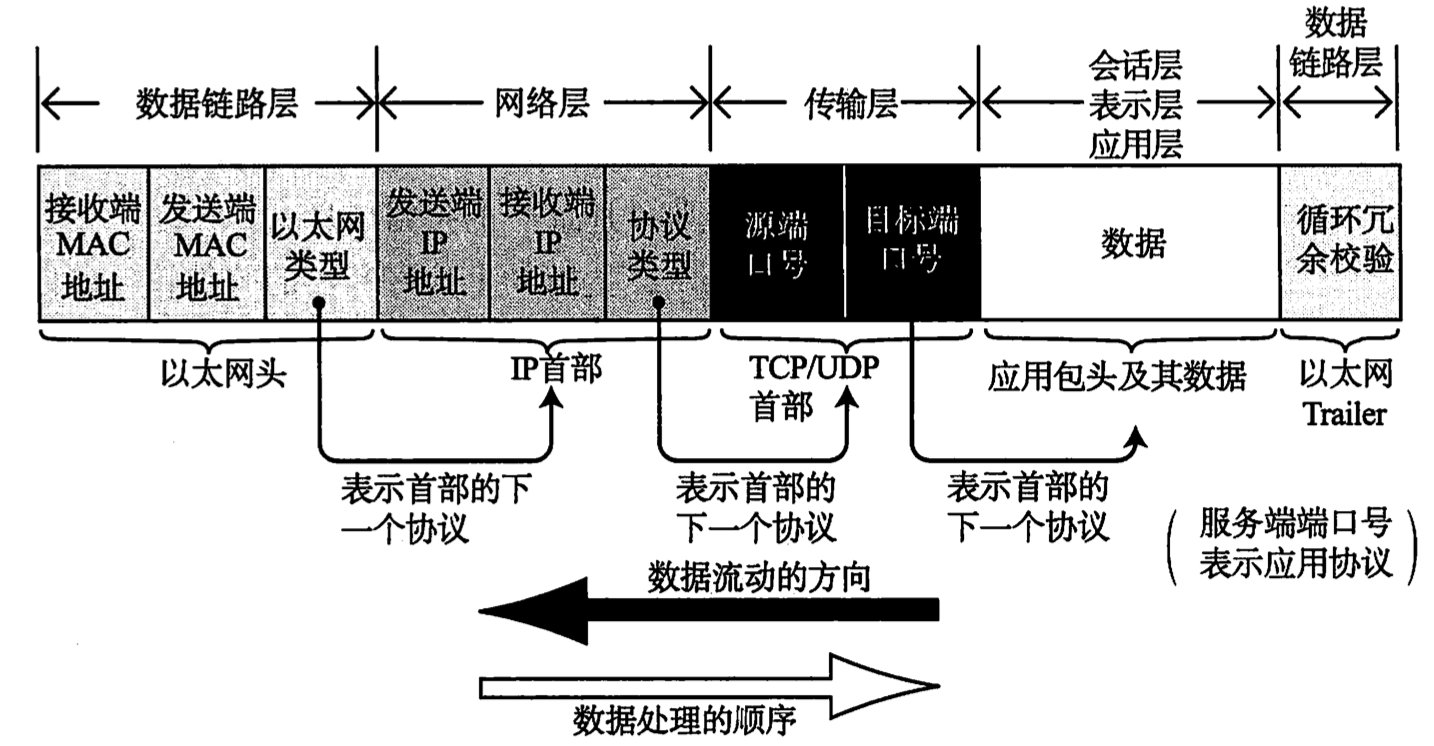 数据
链路层
数据链路层
网络层
传输层
会话层
表示层
应用层
接收端
MAC
地址
发送端
MAC
地址
以太网
类型
发送端
IP
地址
接收端
IP
地址
协议
类型
源端
口号
目标端
口号
数据
循环冗
余校验
以太网头
IP首部
TCP/UDP
首部
应用包头及其数据
以太网
Trailer
表示首部的下
一个协议
表示首部的
下一个协议
表示首部的
下一个协议
(服务端端口号
表示应用协议)
数据流动的方向
数据处理的顺序